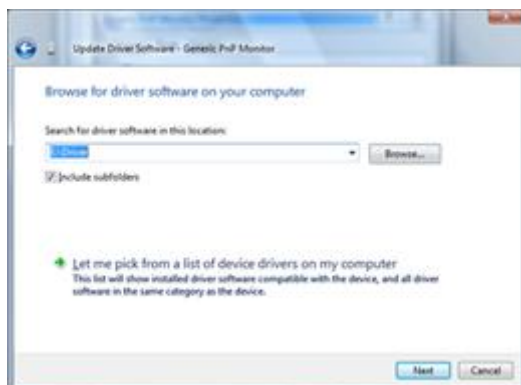 Update Driver Software - Generic PnP Monitor
Browse for driver software on your computer
Search for driver software in this location:
Browse...
Include subfolders
Let me pick from a list of device drivers on my computer
This list will show installed driver software compatible with the device, and all driver
software in the same category as the device.
Next
Cancel